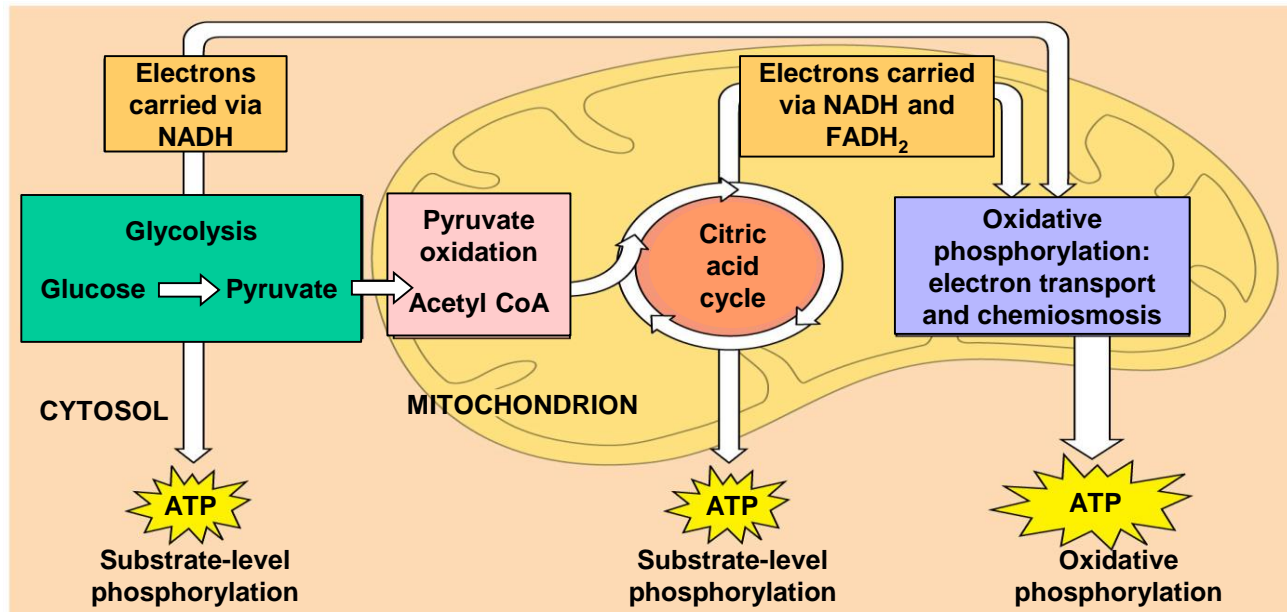 Electrons
carried via
NADH
Electrons carried
via NADH and
FADH₂
Glycolysis
Glucose
Pyruvate
Pyruvate
oxidation
Acetyl CoA
Citric
acid
cycle
Oxidative
phosphorylation:
electron transport
and chemiosmosis
CYTOSOL
MITOCHONDRION
ATP
ATP
ATP
Substrate-level
phosphorylation
Substrate-level
phosphorylation
Oxidative
phosphorylation